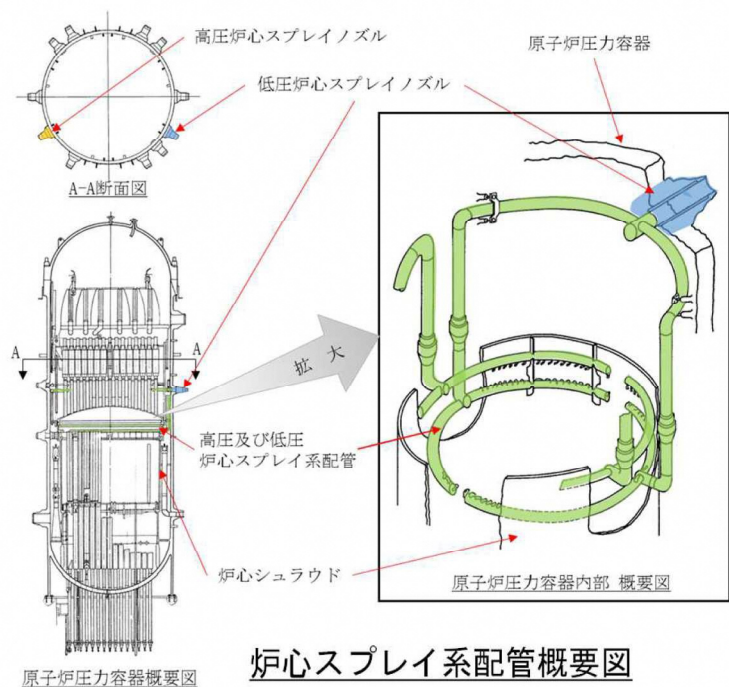 高圧炉心スプレイノズル
低圧炉心スプレイノズル
A-A断面図
原子炉圧力容器
A
A
拡 大
高圧及び低圧
炉心スプレイ系配管
炉心シュラウド
原子炉圧力容器内部 概要図
原子炉圧力容器概要図
炉心スプレイ系配管概要図